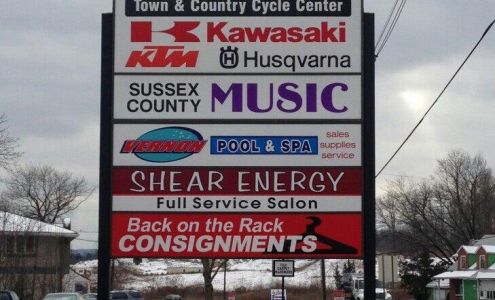 Town & Country Cycle Center
Kawasaki
KTM Husqvarna
SUSSEX
COUNTY MUSIC
VERNON POOL & SPA
sales
supplies
service
SHEAR ENERGY
Full Service Salon
Back on the Rack
CONSIGNMENTS